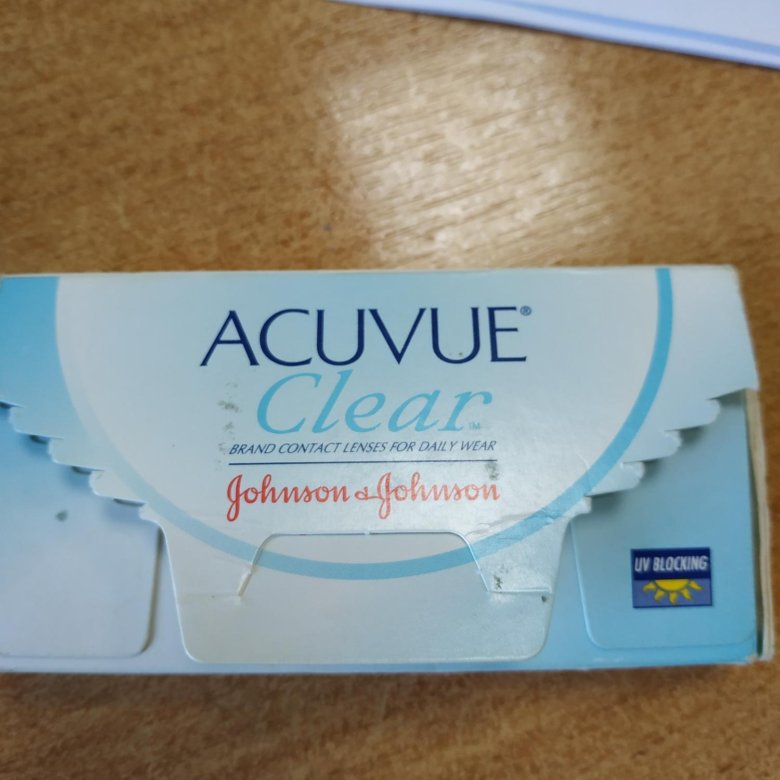 ACUVUE®
Clear™
BRAND CONTACT LENSES FOR DAILY WEAR
Johnson & Johnson
UV BLOCKING